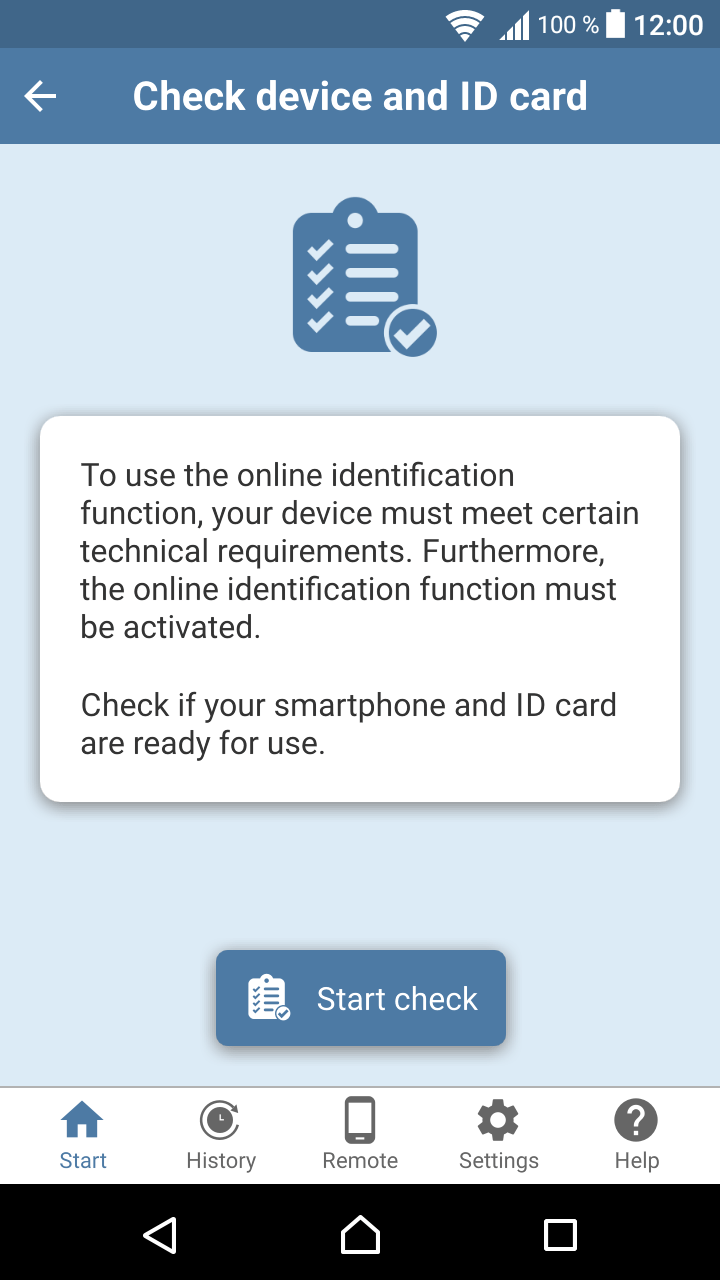 100 % 12:00
Check device and ID card
To use the online identification
function, your device must meet certain
technical requirements. Furthermore,
the online identification function must
be activated.
Check if your smartphone and ID card
are ready for use.
Start check
Start History Remote Settings Help